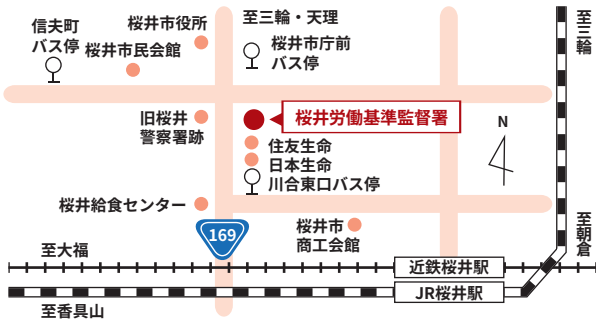 信夫町
バス停
桜井市役所
桜井市民会館
至三輪・天理
桜井市庁前
バス停
至三輪
旧桜井
警察署跡
桜井労働基準監督署
N
住友生命
日本生命
川合東口バス停
桜井給食センター
169
桜井市
商工会館
至朝倉
至大福
近鉄桜井駅
JR桜井駅
至香具山